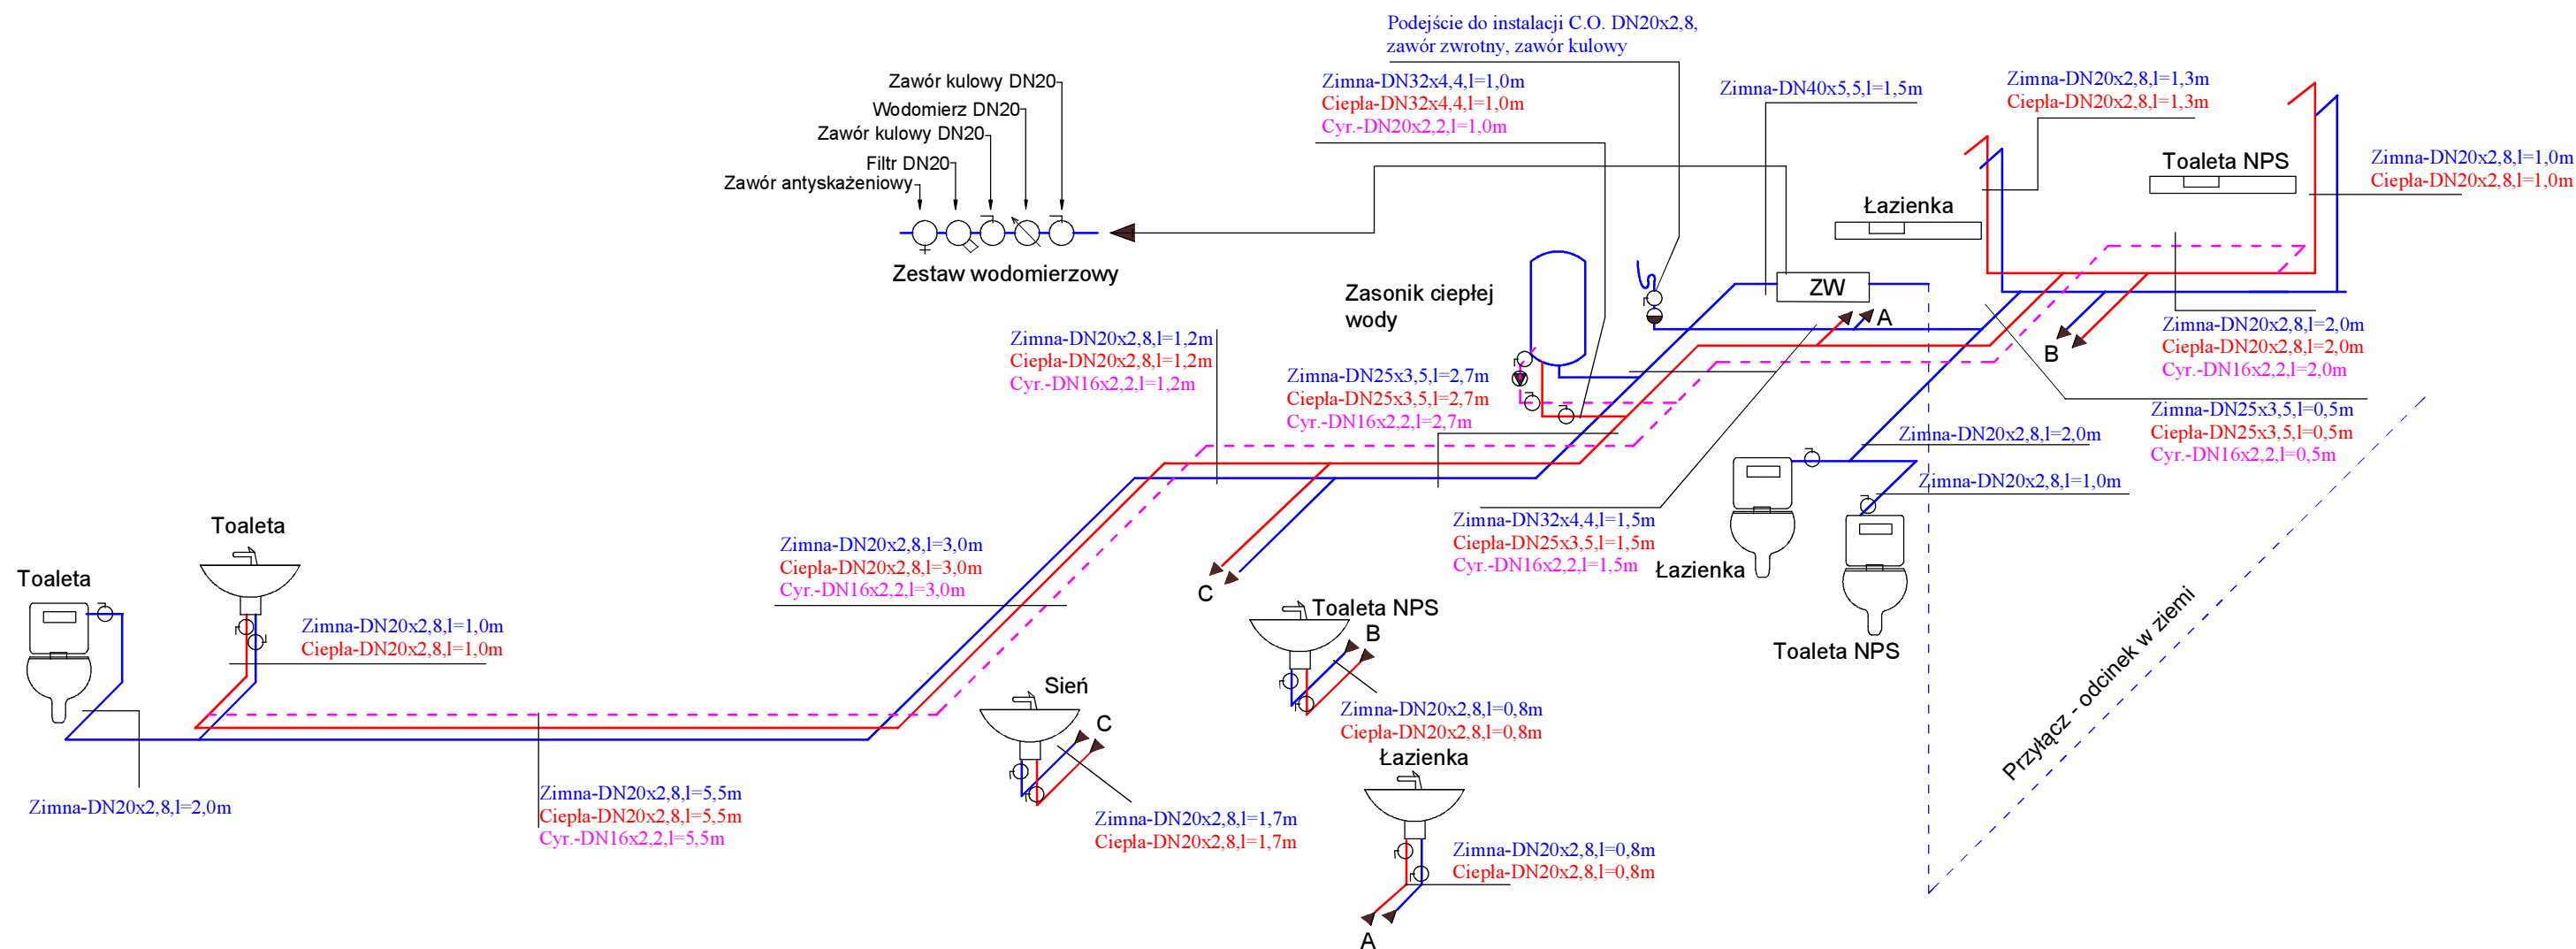 Podejście do instalacji C.O. DN20x2,8,
zawór zwrotny, zawór kulowy
Zawór kulowy DN20
Wodomierz DN20
Zawór kulowy DN20
Filtr DN20
Zawór antyskażeniowy
Zestaw wodomierzowy
Zimna-DN32x4,4,l=1,0m
Ciepła-DN32x4,4,l=1,0m
Cyr.-DN20x2,2,l=1,0m
Zimna-DN40x5,5,l=1,5m
Zimna-DN20x2,8,l=1,3m
Ciepła-DN20x2,8,l=1,3m
Toaleta NPS
Zimna-DN20x2,8,l=1,0m
Ciepła-DN20x2,8,l=1,0m
Łazienka
Zasonik ciepłej
wody
ZW
A
B
Zimna-DN20x2,8,l=2,0m
Ciepła-DN20x2,8,l=2,0m
Cyr.-DN16x2,2,l=2,0m
Zimna-DN20x2,8,l=1,2m
Ciepła-DN20x2,8,l=1,2m
Cyr.-DN16x2,2,l=1,2m
Zimna-DN25x3,5,l=2,7m
Ciepła-DN25x3,5,l=2,7m
Cyr.-DN16x2,2,l=2,7m
Zimna-DN25x3,5,l=0,5m
Ciepła-DN25x3,5,l=0,5m
Cyr.-DN16x2,2,l=0,5m
Zimna-DN20x2,8,l=2,0m
Zimna-DN20x2,8,l=1,0m
Zimna-DN32x4,4,l=1,5m
Ciepła-DN25x3,5,l=1,5m
Cyr.-DN16x2,2,l=1,5m
Łazienka
Toaleta NPS
Przyłącz - odcinek w ziemi
Toaleta
Toaleta
Zimna-DN20x2,8,l=3,0m
Ciepła-DN20x2,8,l=3,0m
Cyr.-DN16x2,2,l=3,0m
C
Toaleta NPS
B
Zimna-DN20x2,8,l=1,0m
Ciepła-DN20x2,8,l=1,0m
Sień
C
Zimna-DN20x2,8,l=0,8m
Ciepła-DN20x2,8,l=0,8m
Łazienka
Zimna-DN20x2,8,l=2,0m
Zimna-DN20x2,8,l=5,5m
Ciepła-DN20x2,8,l=5,5m
Cyr.-DN16x2,2,l=5,5m
Zimna-DN20x2,8,l=1,7m
Ciepła-DN20x2,8,l=1,7m
Zimna-DN20x2,8,l=0,8m
Ciepła-DN20x2,8,l=0,8m
A